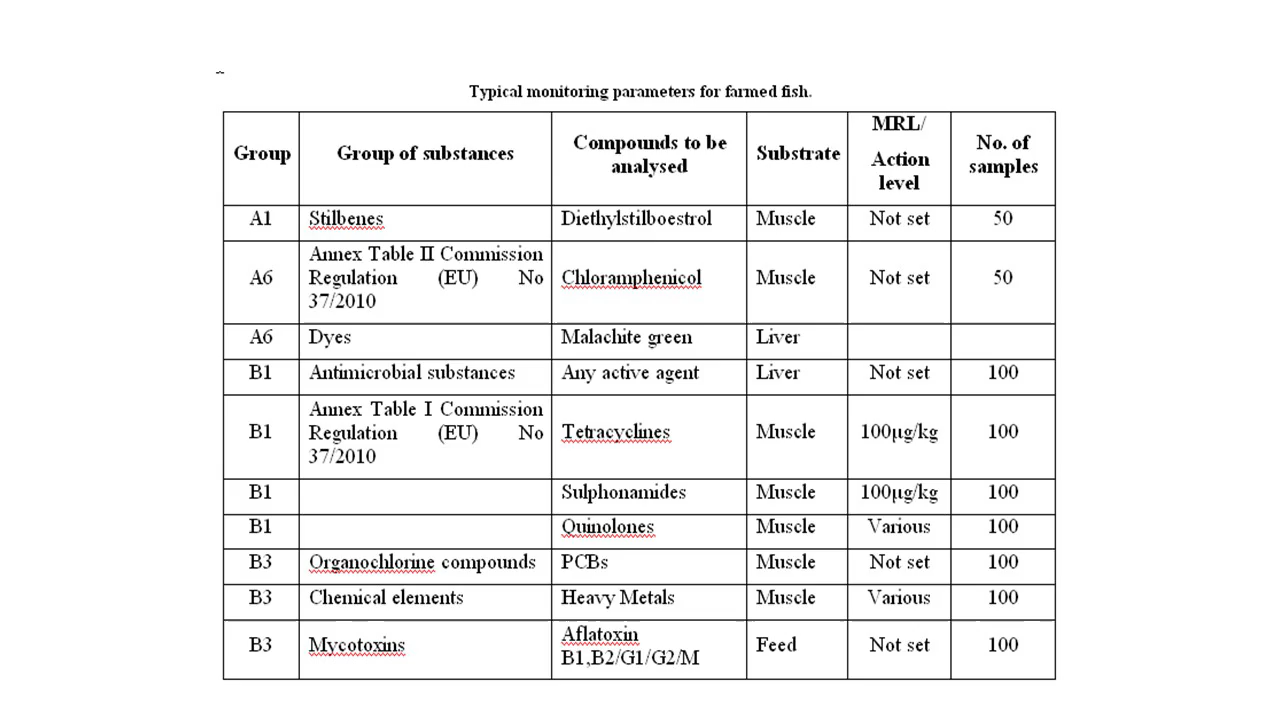 Typical monitoring parameters for farmed fish.
Group Group of substances Compounds to be analysed Substrate MRL/ Action level No. of samples
A1 Stilbenes Diethylstilboestrol Muscle Not set 50
A6 Annex Table II Commission Regulation (EU) No 37/2010 Chloramphenicol Muscle Not set 50
A6 Dyes Malachite green Liver
B1 Antimicrobial substances Any active agent Liver Not set 100
B1 Annex Table I Commission Regulation (EU) No 37/2010 Tetracyclines Muscle 100μg/kg 100
B1 Sulphonamides Muscle 100μg/kg 100
B1 Quinolones Muscle Various 100
B3 Organochlorine compounds PCBs Muscle Not set 100
B3 Chemical elements Heavy Metals Muscle Various 100
B3 Mycotoxins Aflatoxin B1,B2/G1/G2/M Feed Not set 100